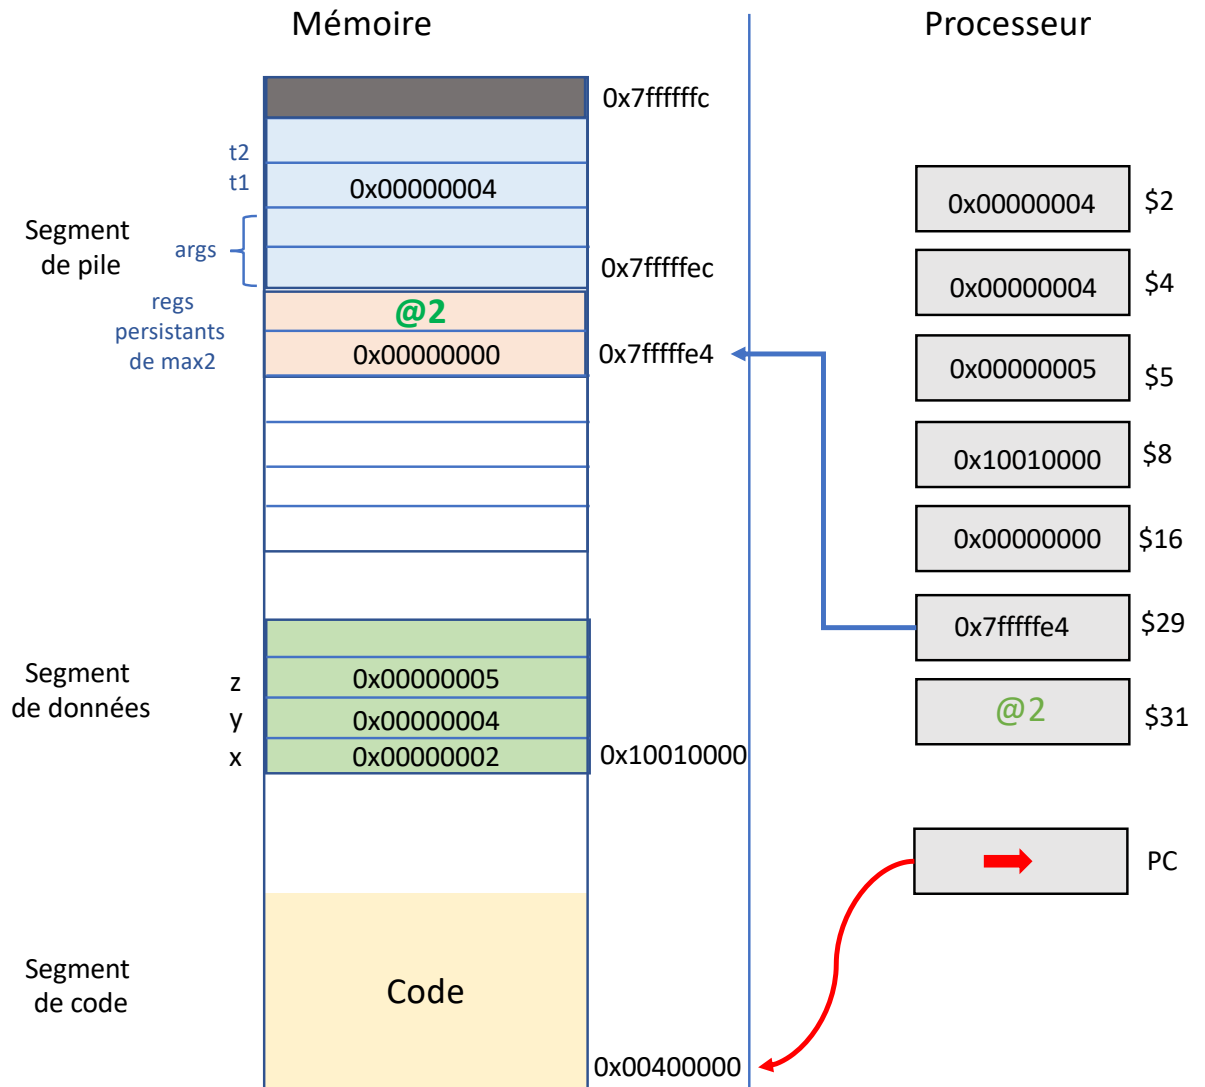 Mémoire
0x7ffffffc
t2
t1
0x00000004
Segment
de pile
args
0x7fffffec
regs
persistants
de max2
@2
0x00000000
0x7fffffe4
Segment
de données
z
0x00000005
y
0x00000004
x
0x00000002
0x10010000
Segment
de code
Code
0x00400000
Processeur
0x00000004
$2
0x00000004
$4
0x00000005
$5
0x10010000
$8
0x00000000
$16
0x7fffffe4
$29
@2
$31
PC